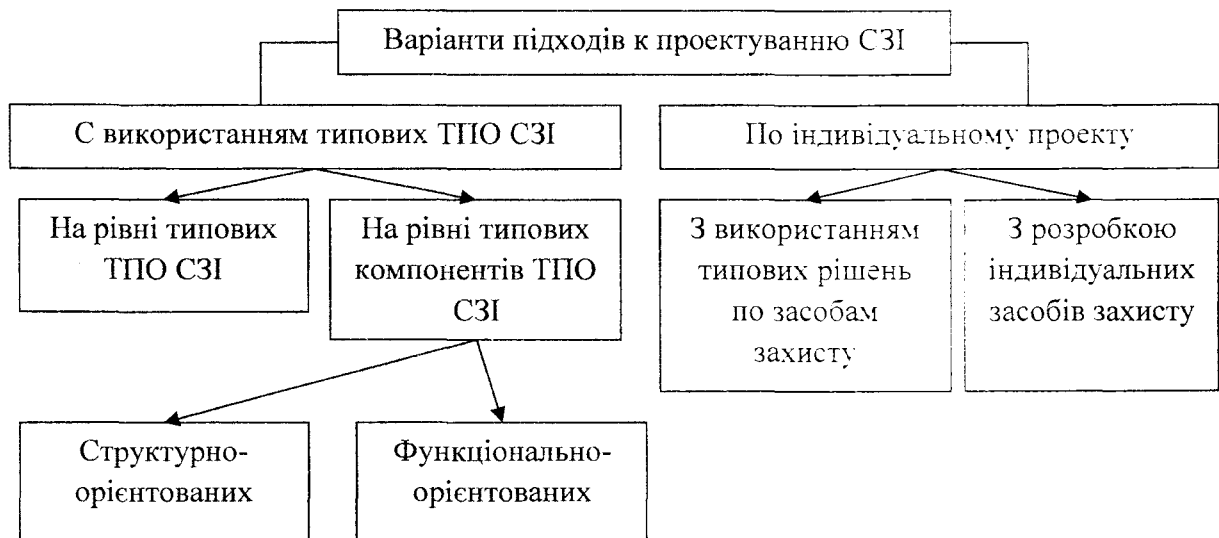 Варіанти підходів к проектуванню СЗІ
С використанням типових ТПО СЗІ
По індивідуальному проекту
На рівні типових
ТПО СЗІ
На рівні типових
компонентів ТПО
СЗІ
З використанням
типових рішень
по засобам
захисту
З розробкою
індивідуальних
засобів захисту
Структурно-
орієнтованих
Функціонально-
орієнтованих